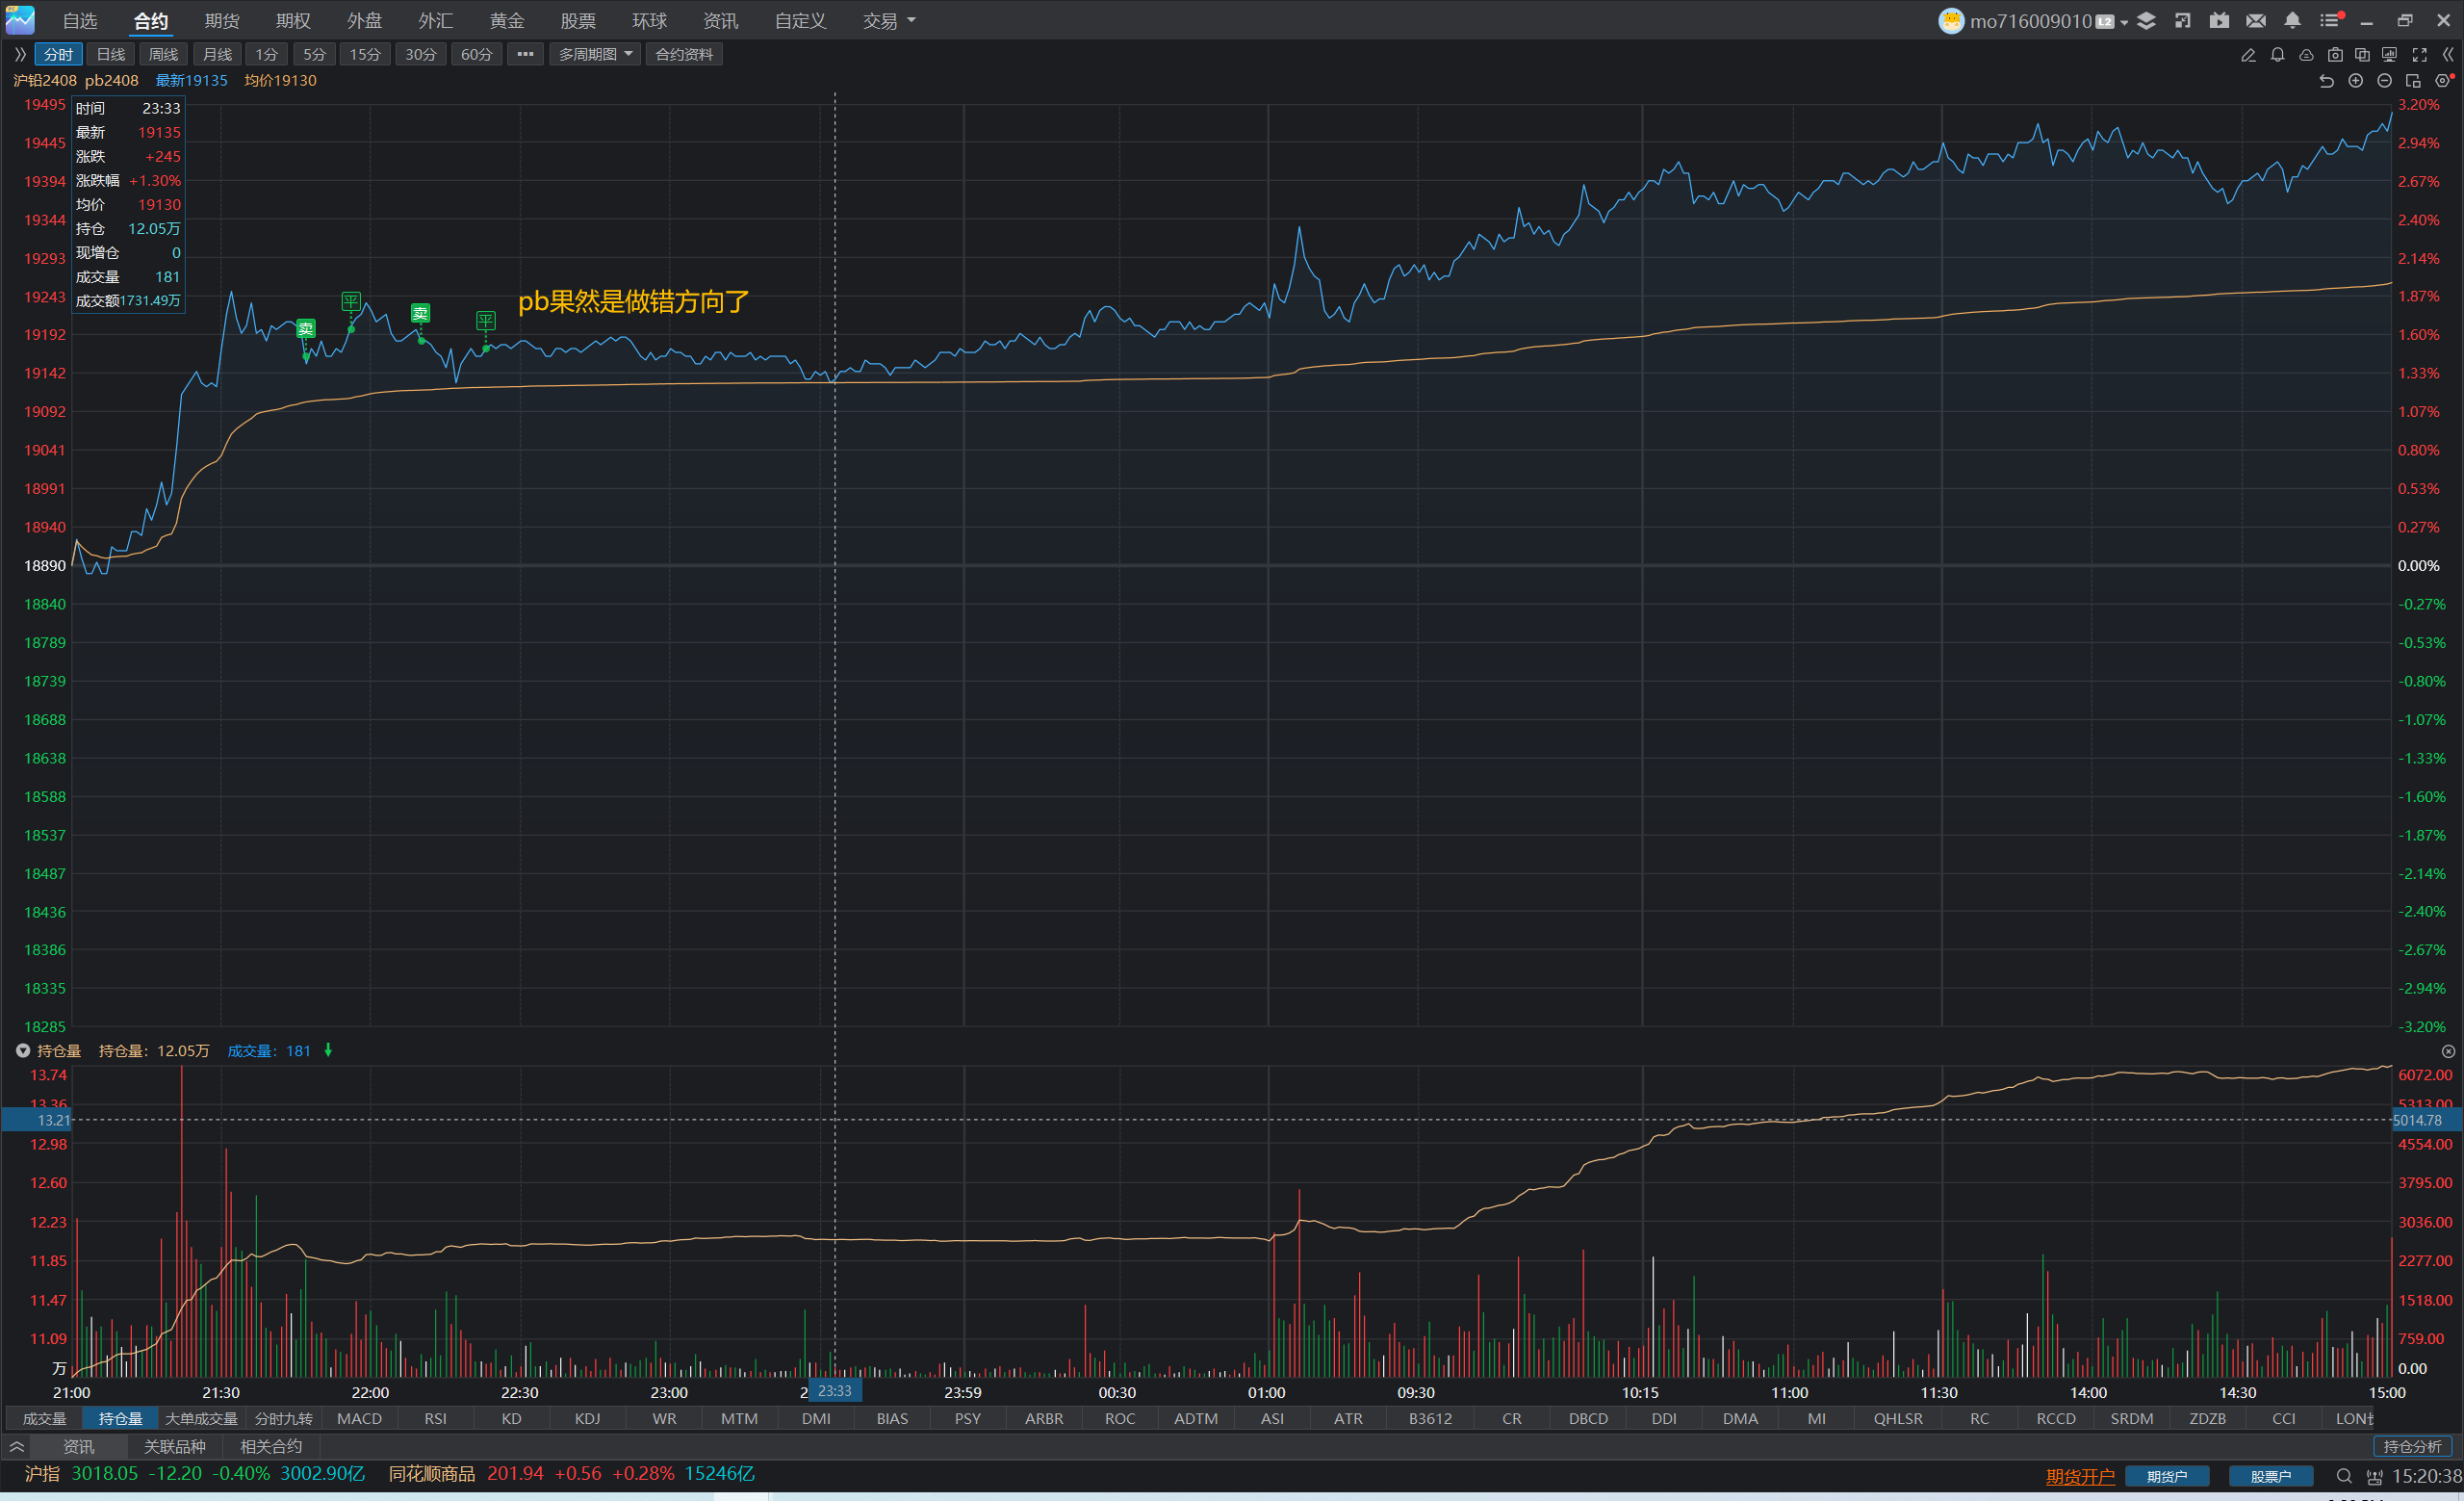 自选 合约 期货 期权 外盘 外汇 黄金 股票 环球 资讯 自定义 交易 mo716009010 L2
分时 日线 周线 月线 1分 5分 15分 30分 60分 ••• 多周期图 合约资料
沪铅2408 pb2408 最新19135 均价19130
时间 23:33
最新 19135
涨跌 +245
涨跌幅 +1.30%
均价 19130
持仓 12.05万
现增仓 0
成交量 181
成交额1731.49万
19495 3.20%
19445 2.94%
19394 2.67%
19344 2.40%
19293 2.14%
19243 1.87%
19192 1.60%
19142 1.33%
19092 1.07%
19041 0.80%
18991 0.53%
18940 0.27%
18890 0.00%
18840 -0.27%
18789 -0.53%
18739 -0.80%
18688 -1.07%
18638 -1.33%
18588 -1.60%
18537 -1.87%
18487 -2.14%
18436 -2.40%
18386 -2.67%
18335 -2.94%
18285 -3.20%
卖 平 卖 平
pb果然是做错方向了
持仓量 持仓量：12.05万 成交量：181
13.74 6072.00
13.36 5313.00
13.21 5014.78
12.98 4554.00
12.60 3795.00
12.23 3036.00
11.85 2277.00
11.47 1518.00
11.09 759.00
万 0.00
21:00 21:30 22:00 22:30 23:00 23:33 23:59 00:30 01:00 09:30 10:15 11:00 11:30 14:00 14:30 15:00
成交量 持仓量 大单成交量 分时九转 MACD RSI KD KDJ WR MTM DMI BIAS PSY ARBR ROC ADTM ASI ATR B3612 CR DBCD DDI DMA MI QHLSR RC RCCD SRDM ZDZB CCI LON
资讯 关联品种 相关合约 持仓分析
沪指 3018.05 -12.20 -0.40% 3002.90亿 同花顺商品 201.94 +0.56 +0.28% 15246亿 期货开户 期货户 股票户 15:20:38